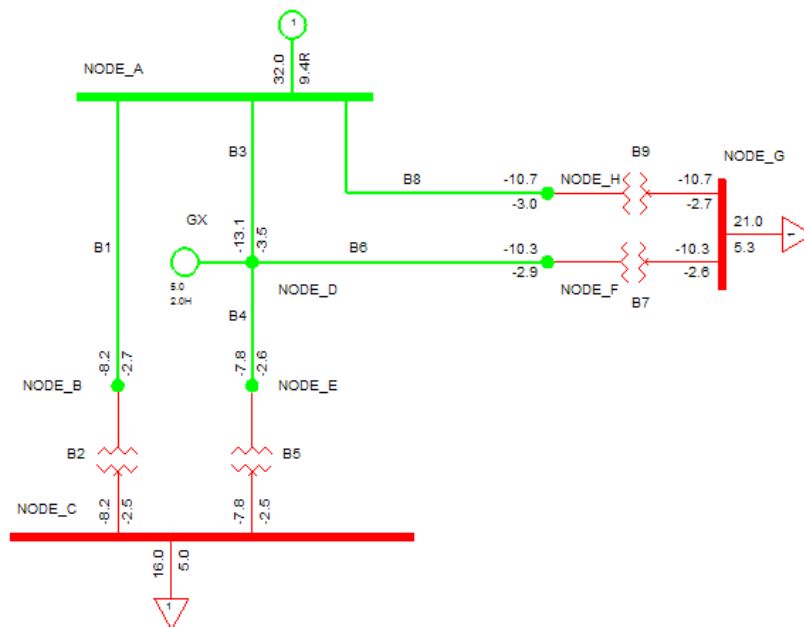 1
32.0
9.4R
NODE_A
B3
B9
NODE_G
B8
-10.7
NODE_H
-10.7
-3.0
-2.7
GX
-13.1
-3.5
21.0
1
5.3
B1
B6
-10.3
-10.3
5.0
2.0H
NODE_D
-2.9
NODE_F
-2.6
B4
B7
-8.2
-2.7
-7.8
-2.6
NODE_B
NODE_E
B2
B5
NODE_C
-8.2
-2.5
-7.8
-2.5
16.0
5.0
1